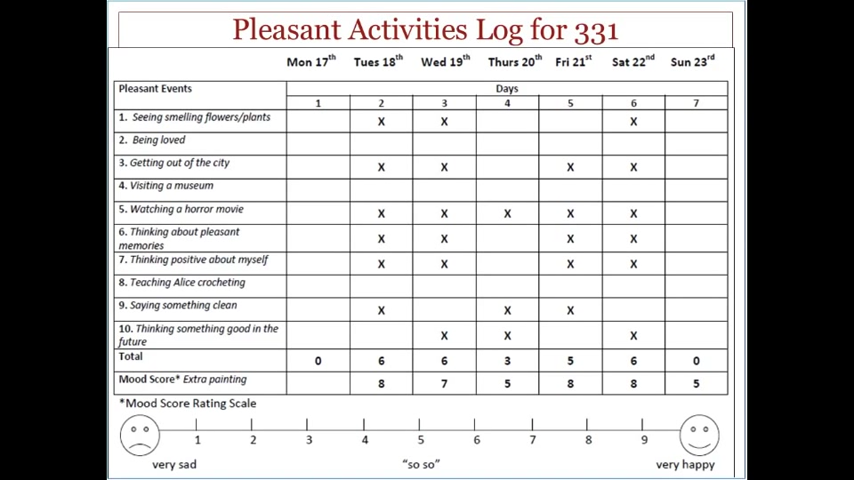 Pleasant Activities Log for 331
Mon 17th Tues 18th Wed 19th Thurs 20th Fri 21st Sat 22nd Sun 23rd
Pleasant Events Days
1 2 3 4 5 6 7
1. Seeing smelling flowers/plants X X X
2. Being loved
3. Getting out of the city X X X X
4. Visiting a museum
5. Watching a horror movie X X X X X
6. Thinking about pleasant
memories X X X X
7. Thinking positive about myself X X X X
8. Teaching Alice crocheting
9. Saying something clean X X X
10. Thinking something good in the
future X X X
Total 0 6 6 3 5 6 0
Mood Score* Extra painting 8 7 5 8 8 5
*Mood Score Rating Scale
1 2 3 4 5 6 7 8 9
very sad "so so" very happy